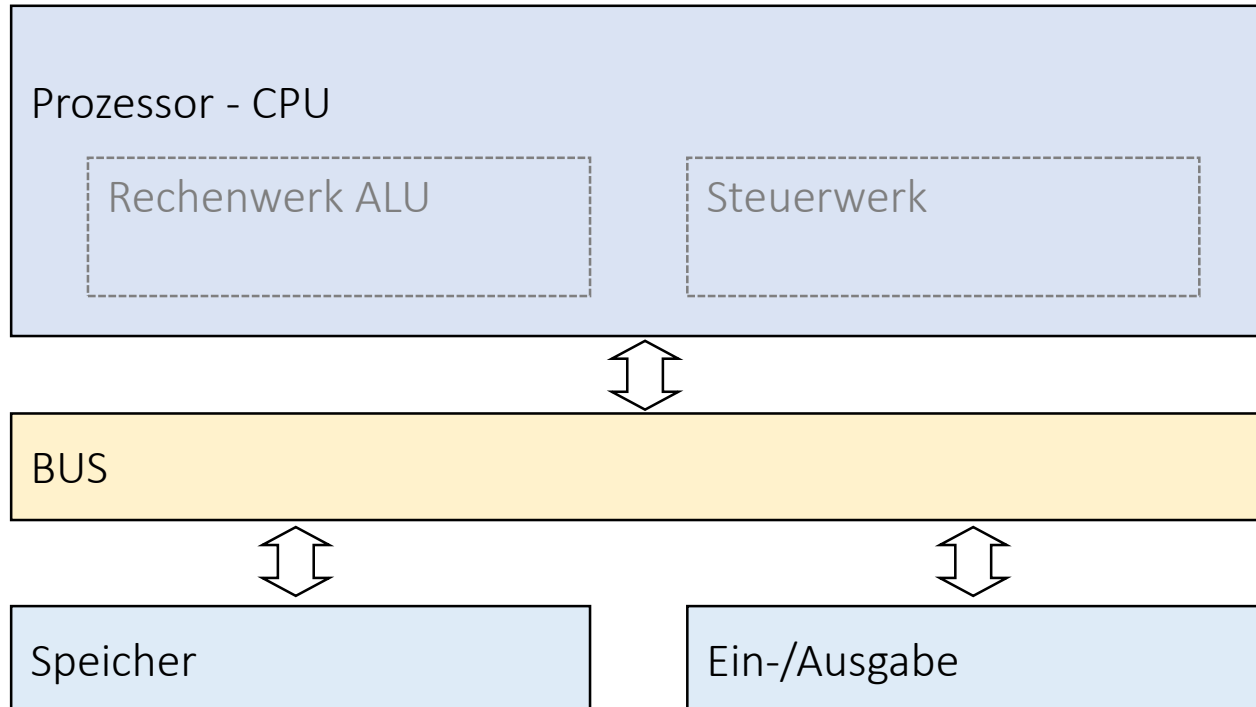 Prozessor - CPU
Rechenwerk ALU
Steuerwerk
BUS
Speicher
Ein-/Ausgabe